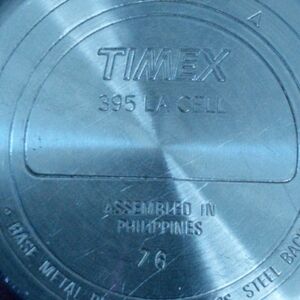 TIMEX
395 LA CELL
ASSEMBLED IN
PHILIPPINES
76
BASE METAL
STEEL BACK